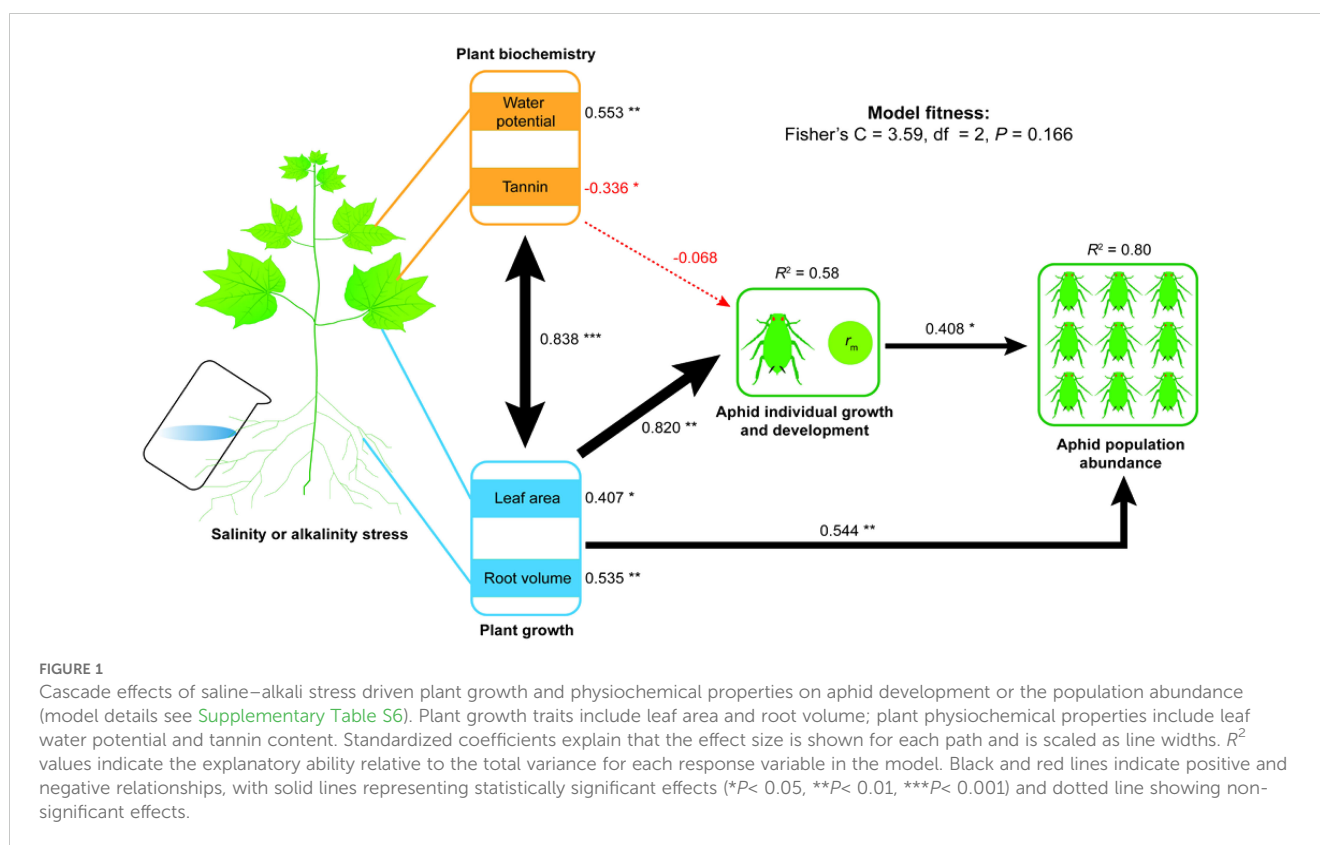 Plant biochemistry
Water
potential
0.553 **
Tannin
-0.336 *
Model fitness:
Fisher's C = 3.59, df = 2, P = 0.166
-0.068
0.838 ***
R² = 0.58
rm
Aphid individual growth
and development
0.820 **
0.408 *
R² = 0.80
Aphid population
abundance
Salinity or alkalinity stress
Leaf area
0.407 *
0.544 **
Root volume
0.535 **
Plant growth
FIGURE 1
Cascade effects of saline–alkali stress driven plant growth and physiochemical properties on aphid development or the population abundance
(model details see Supplementary Table S6). Plant growth traits include leaf area and root volume; plant physiochemical properties include leaf
water potential and tannin content. Standardized coefficients explain that the effect size is shown for each path and is scaled as line widths. R²
values indicate the explanatory ability relative to the total variance for each response variable in the model. Black and red lines indicate positive and
negative relationships, with solid lines representing statistically significant effects (*P< 0.05, **P< 0.01, ***P< 0.001) and dotted line showing non-
significant effects.